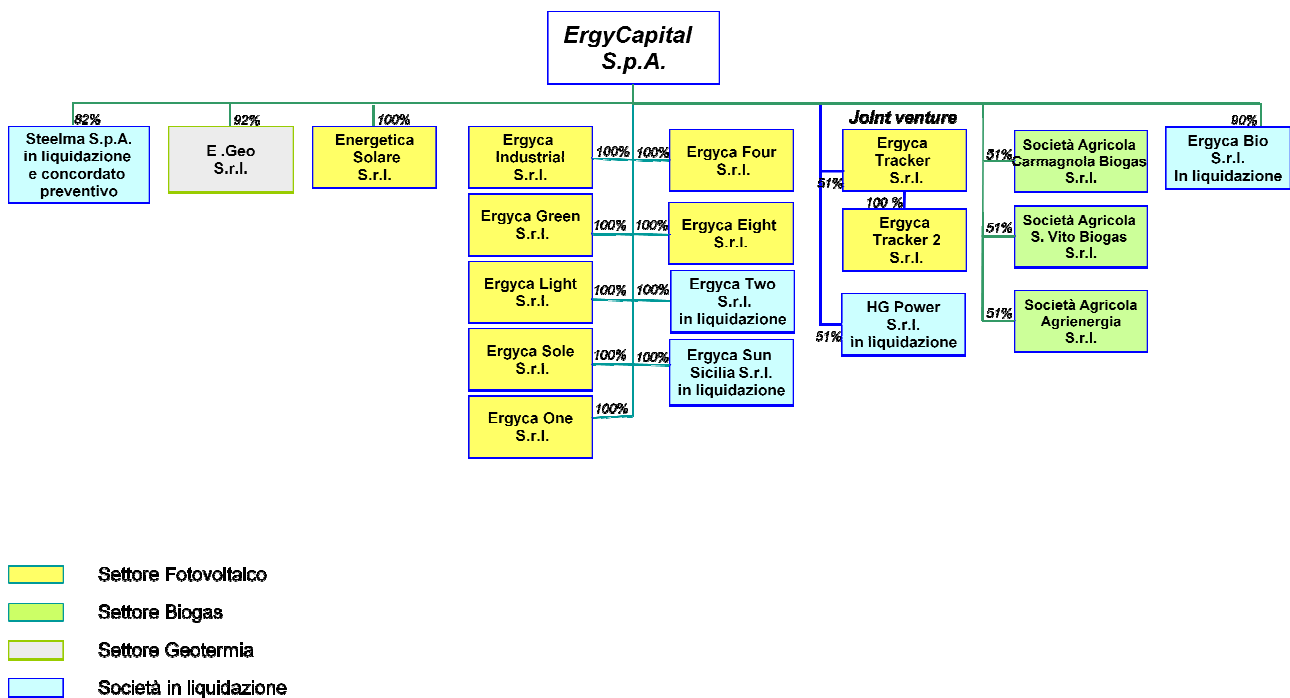 ErgyCapital
S.p.A.
82%
Steelma S.p.A.
in liquidazione
e concordato
preventivo
92%
E .Geo
S.r.l.
100%
Energetica
Solare
S.r.l.
Ergyca
Industrial
S.r.l.
100%
100%
Ergyca Four
S.r.l.
Ergyca Green
S.r.l.
100%
100%
Ergyca Eight
S.r.l.
Ergyca Light
S.r.l.
100%
100%
Ergyca Two
S.r.l.
in liquidazione
Ergyca Sole
S.r.l.
100%
100%
Ergyca Sun
Sicilia S.r.l.
in liquidazione
Ergyca One
S.r.l.
100%
Joint venture
Ergyca
Tracker
S.r.l.
51%
100 %
Ergyca
Tracker 2
S.r.l.
HG Power
S.r.l.
in liquidazione
51%
51%
Società Agricola
Carmagnola Biogas
S.r.l.
51%
Società Agricola
S. Vito Biogas
S.r.l.
51%
Società Agricola
Agrienergia
S.r.l.
90%
Ergyca Bio
S.r.l.
In liquidazione
Settore Fotovoltaico
Settore Biogas
Settore Geotermia
Società in liquidazione